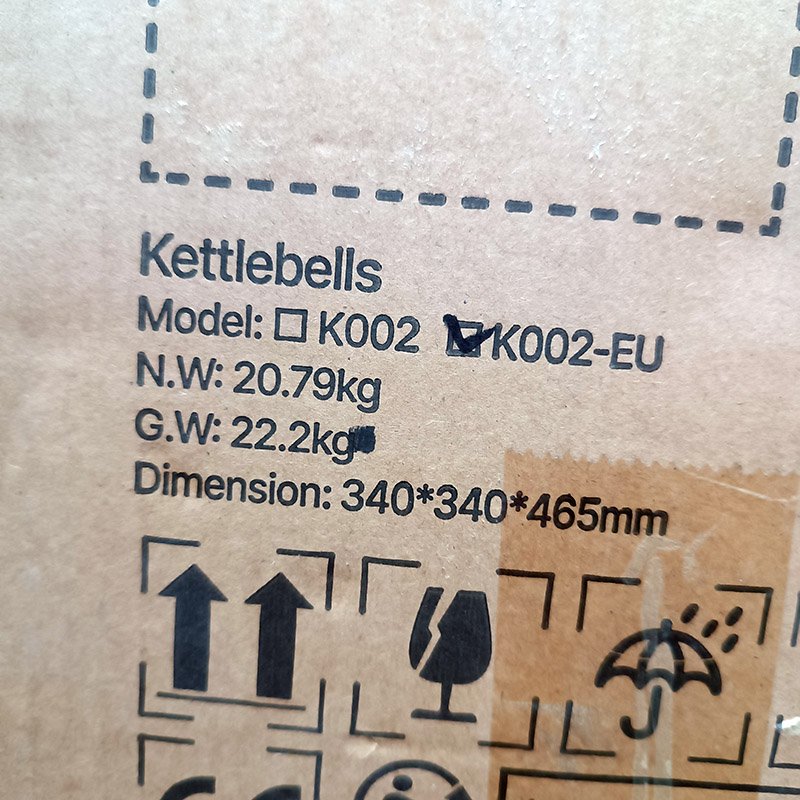 Kettlebells
Model: ☐ K002 ☑ K002-EU
N.W: 20.79kg
G.W: 22.2kg
Dimension: 340*340*465mm